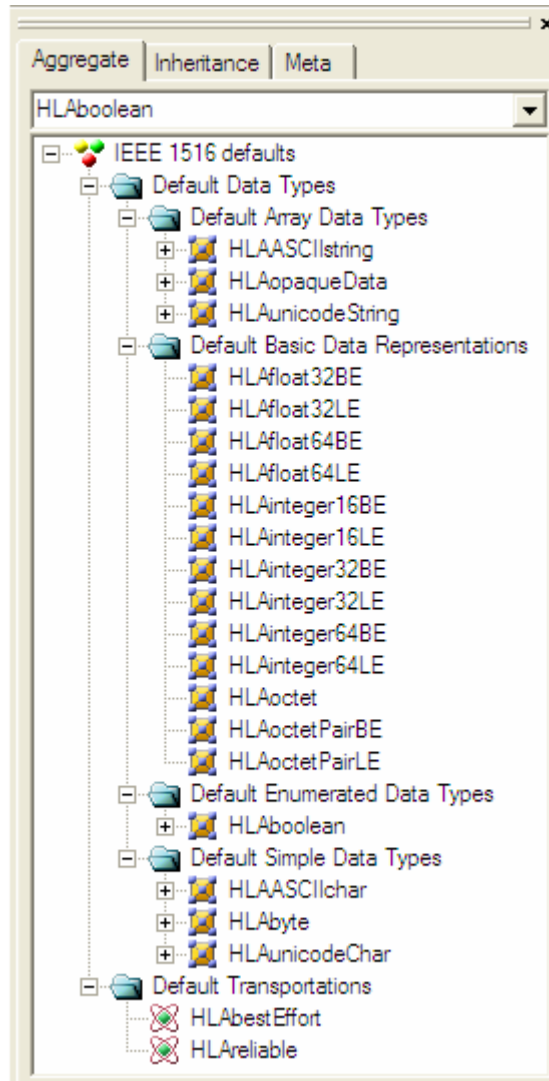 Aggregate Inheritance Meta
HLAboolean
IEEE 1516 defaults
Default Data Types
Default Array Data Types
HLAASCIIstring
HLAopaqueData
HLAunicodeString
Default Basic Data Representations
HLAfloat32BE
HLAfloat32LE
HLAfloat64BE
HLAfloat64LE
HLAinteger16BE
HLAinteger16LE
HLAinteger32BE
HLAinteger32LE
HLAinteger64BE
HLAinteger64LE
HLAoctet
HLAoctetPairBE
HLAoctetPairLE
Default Enumerated Data Types
HLAboolean
Default Simple Data Types
HLAASCIIchar
HLAbyte
HLAunicodeChar
Default Transportations
HLAbestEffort
HLAreliable